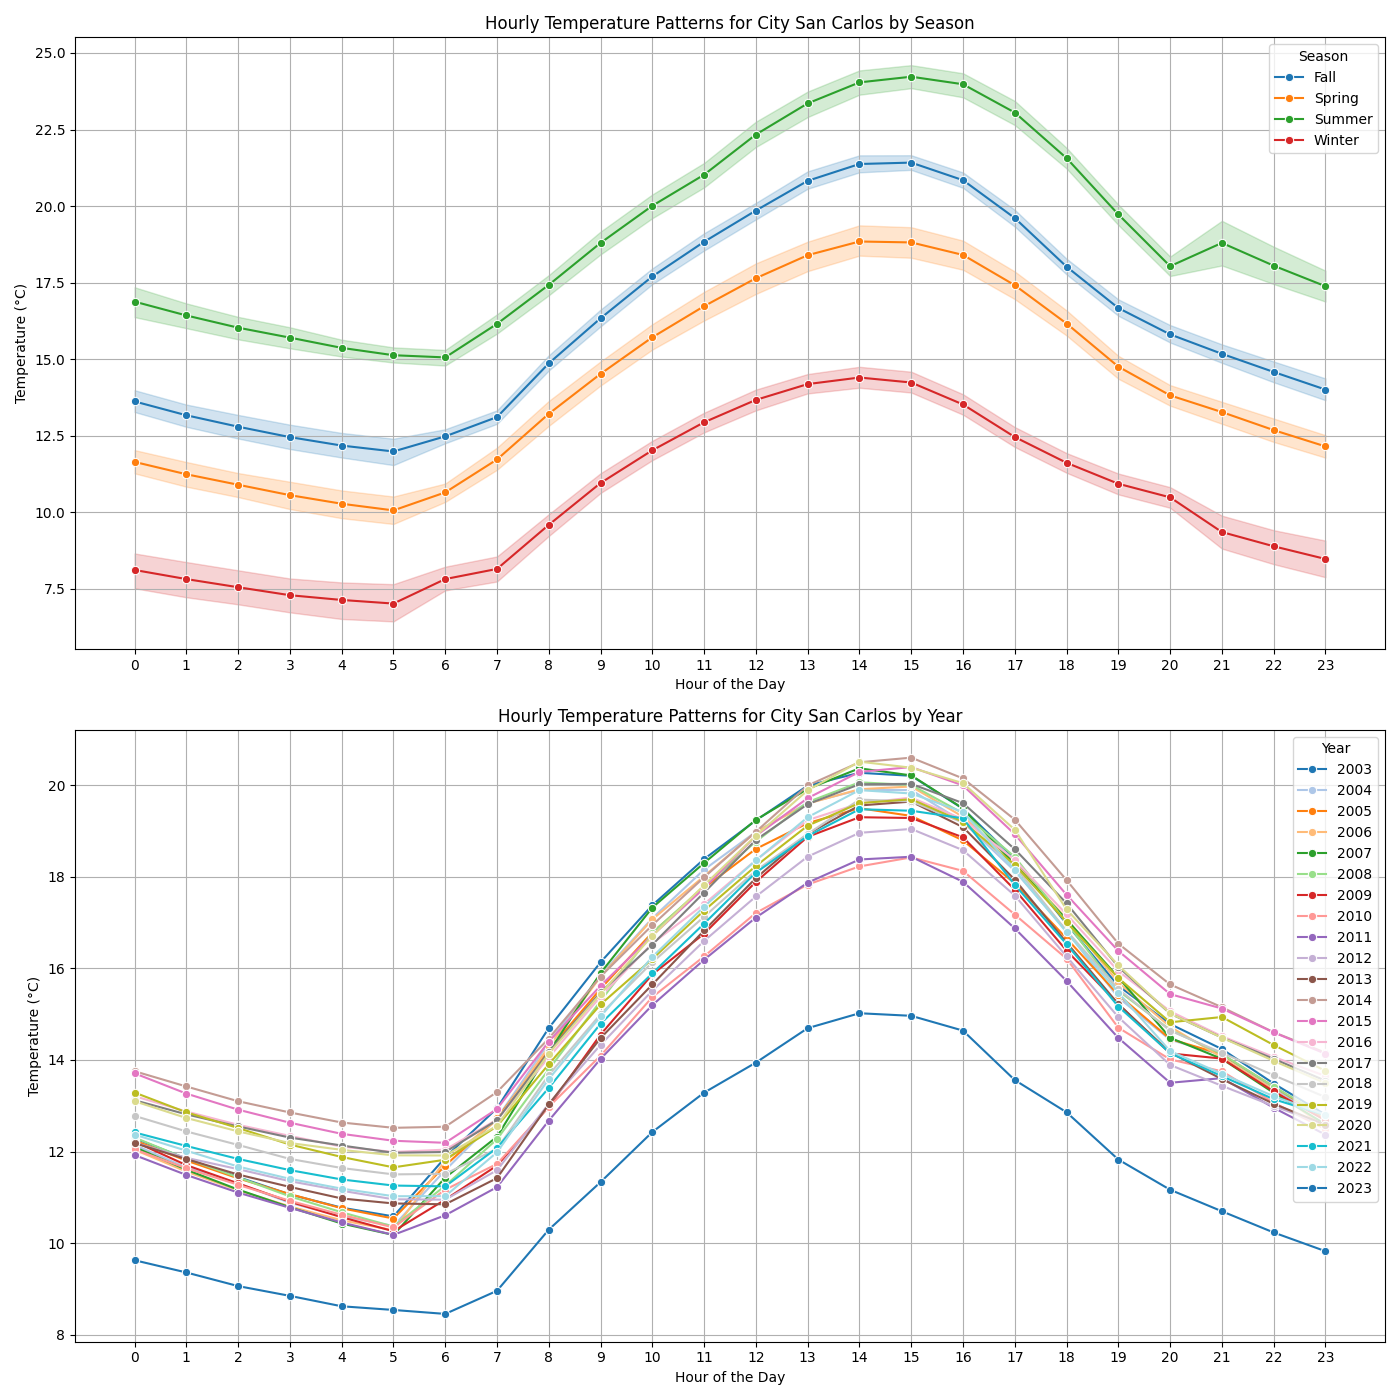 Hourly Temperature Patterns for City San Carlos by Season
25.0
22.5
20.0
17.5
15.0
12.5
10.0
7.5
Temperature (°C)
Season
Fall
Spring
Summer
Winter
0 1 2 3 4 5 6 7 8 9 10 11 12 13 14 15 16 17 18 19 20 21 22 23
Hour of the Day
Hourly Temperature Patterns for City San Carlos by Year
20
18
16
14
12
10
8
Temperature (°C)
Year
2003
2004
2005
2006
2007
2008
2009
2010
2011
2012
2013
2014
2015
2016
2017
2018
2019
2020
2021
2022
2023
0 1 2 3 4 5 6 7 8 9 10 11 12 13 14 15 16 17 18 19 20 21 22 23
Hour of the Day